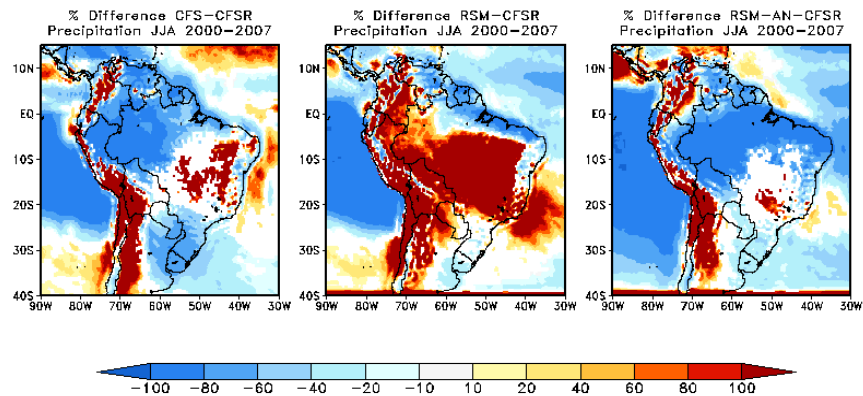 % Difference CFS-CFSR
Precipitation JJA 2000-2007
% Difference RSM-CFSR
Precipitation JJA 2000-2007
% Difference RSM-AN-CFSR
Precipitation JJA 2000-2007
10N
EQ
10S
20S
30S
40S
90W 80W 70W 60W 50W 40W 30W
10N
EQ
10S
20S
30S
40S
90W 80W 70W 60W 50W 40W 30W
10N
EQ
10S
20S
30S
40S
90W 80W 70W 60W 50W 40W 30W
-100 -80 -60 -40 -20 -10 10 20 40 60 80 100